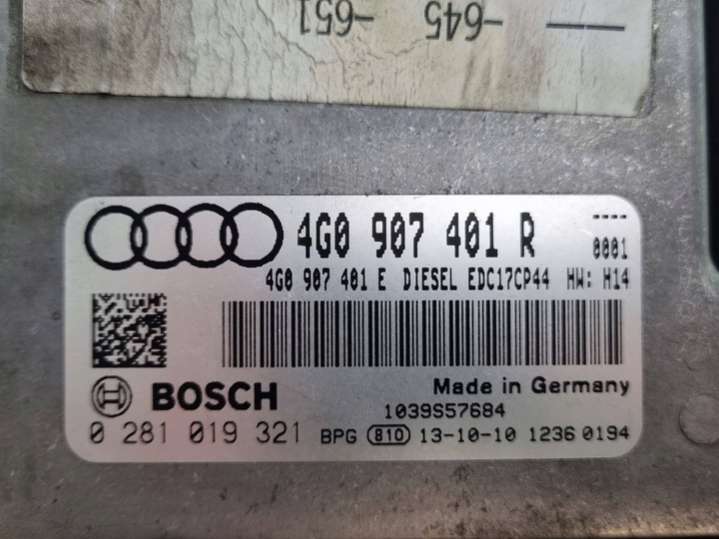 -645 -651
4G0 907 401 R ----
0001
4G0 907 401 E DIESEL EDC17CP44 HW: H14
BOSCH Made in Germany
1039S57684
0 281 019 321 BPG 810 13-10-10 1236 0194